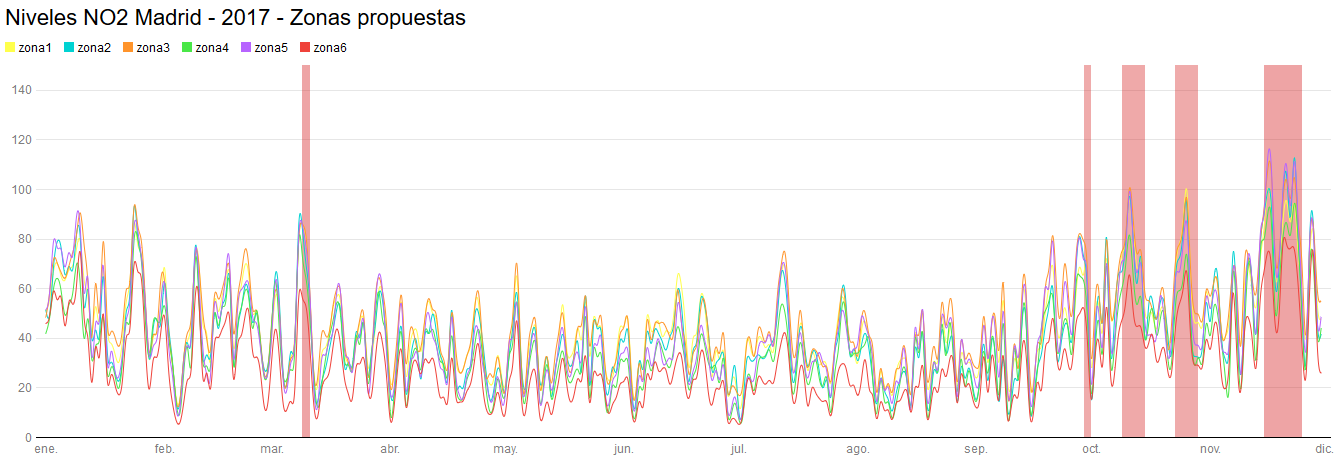 Niveles NO2 Madrid - 2017 - Zonas propuestas
zona1 zona2 zona3 zona4 zona5 zona6
140
120
100
80
60
40
20
0
ene. feb. mar. abr. may. jun. jul. ago. sep. oct. nov. dic.